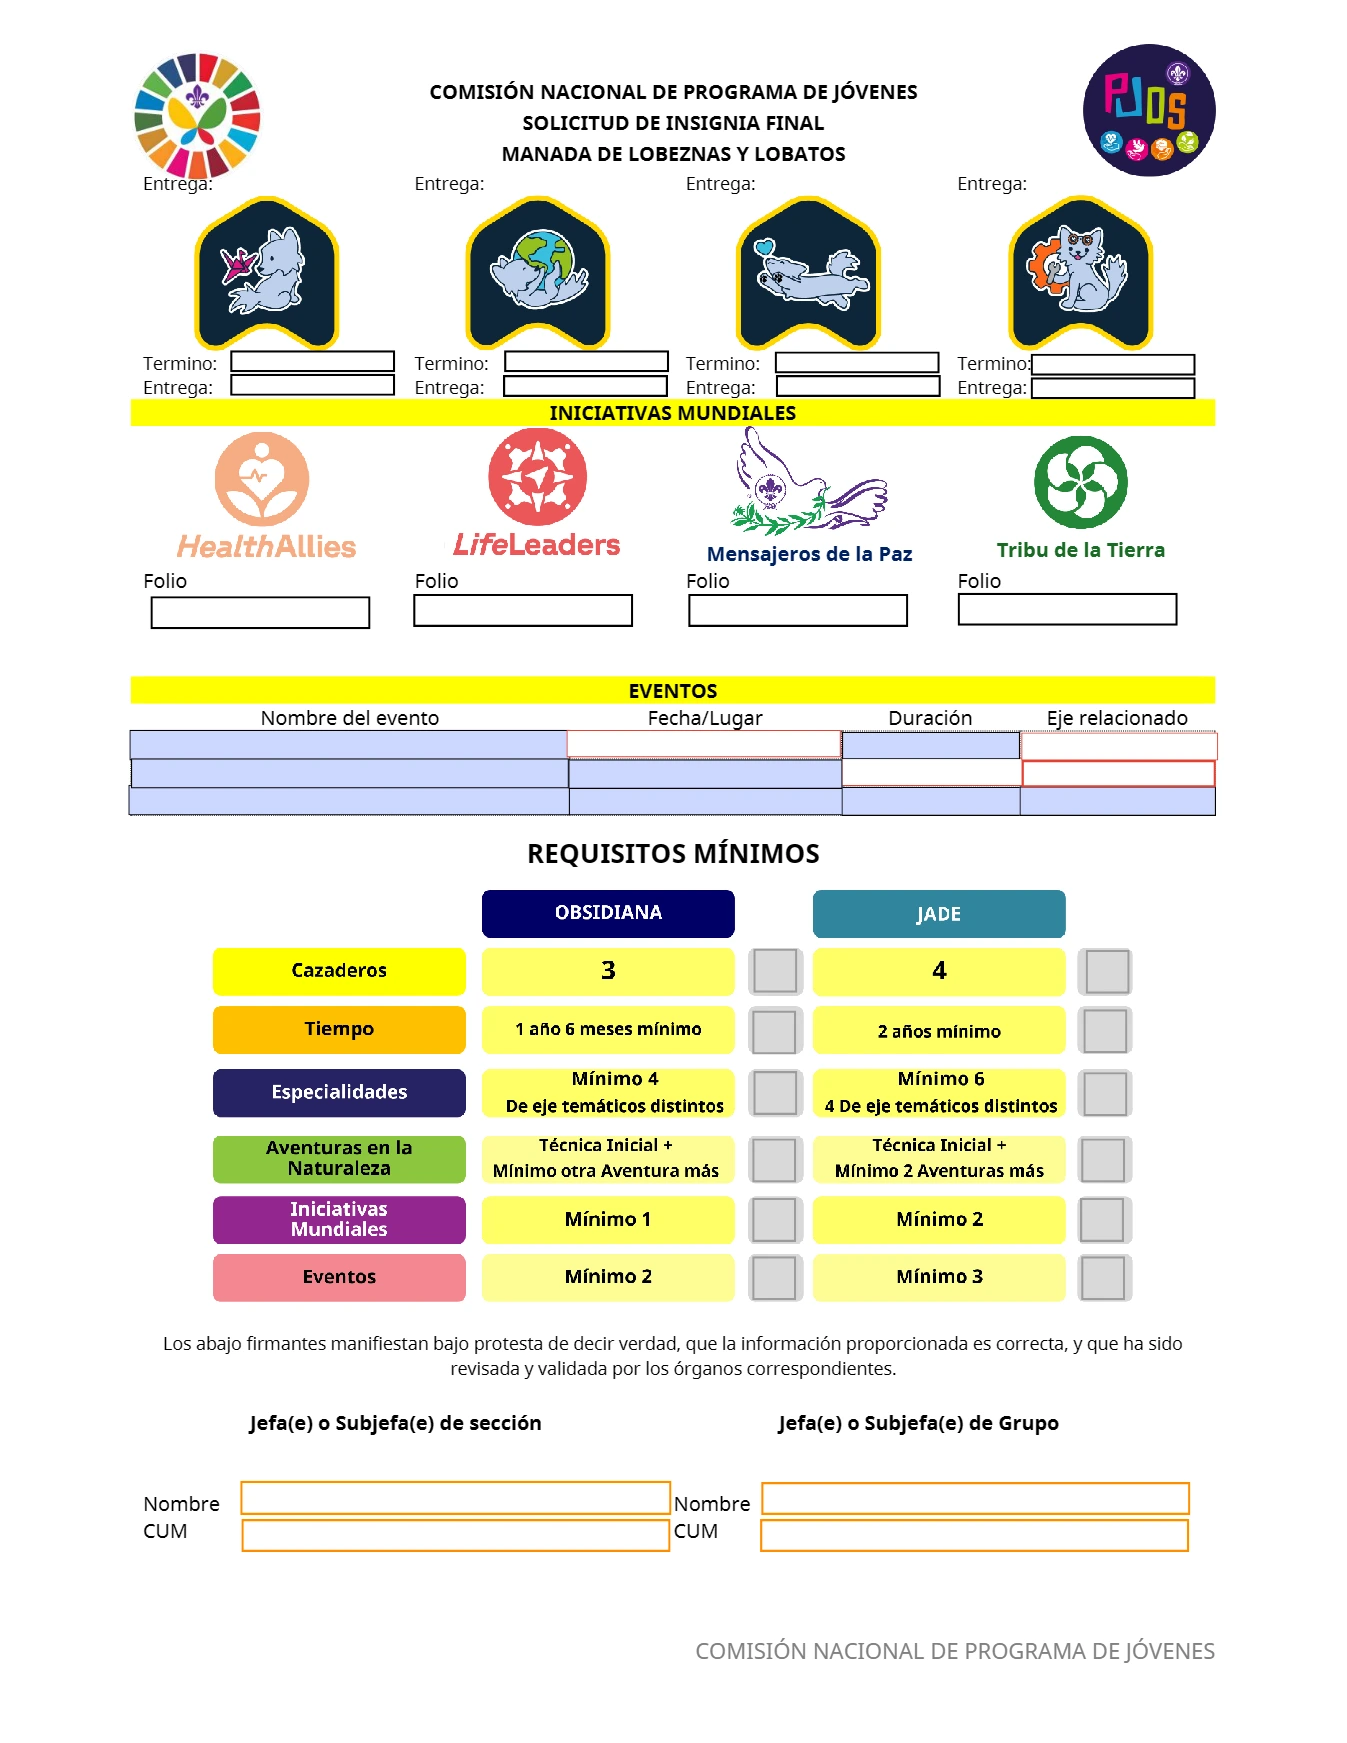 COMISIÓN NACIONAL DE PROGRAMA DE JÓVENES
SOLICITUD DE INSIGNIA FINAL
MANADA DE LOBEZNAS Y LOBATOS
PJDS
Entrega: Entrega: Entrega: Entrega:
Termino: Termino: Termino: Termino:
Entrega: Entrega: Entrega: Entrega:
INICIATIVAS MUNDIALES
HealthAllies LifeLeaders Mensajeros de la Paz Tribu de la Tierra
Folio Folio Folio Folio
EVENTOS
Nombre del evento Fecha/Lugar Duración Eje relacionado
REQUISITOS MÍNIMOS
OBSIDIANA JADE
Cazaderos 3 4
Tiempo 1 año 6 meses mínimo 2 años mínimo
Especialidades
Mínimo 4
De eje temáticos distintos
Mínimo 6
4 De eje temáticos distintos
Aventuras en la
Naturaleza
Técnica Inicial +
Mínimo otra Aventura más
Técnica Inicial +
Mínimo 2 Aventuras más
Iniciativas
Mundiales
Mínimo 1 Mínimo 2
Eventos Mínimo 2 Mínimo 3
Los abajo firmantes manifiestan bajo protesta de decir verdad, que la información proporcionada es correcta, y que ha sido
revisada y validada por los órganos correspondientes.
Jefa(e) o Subjefa(e) de sección Jefa(e) o Subjefa(e) de Grupo
Nombre Nombre
CUM CUM
COMISIÓN NACIONAL DE PROGRAMA DE JÓVENES